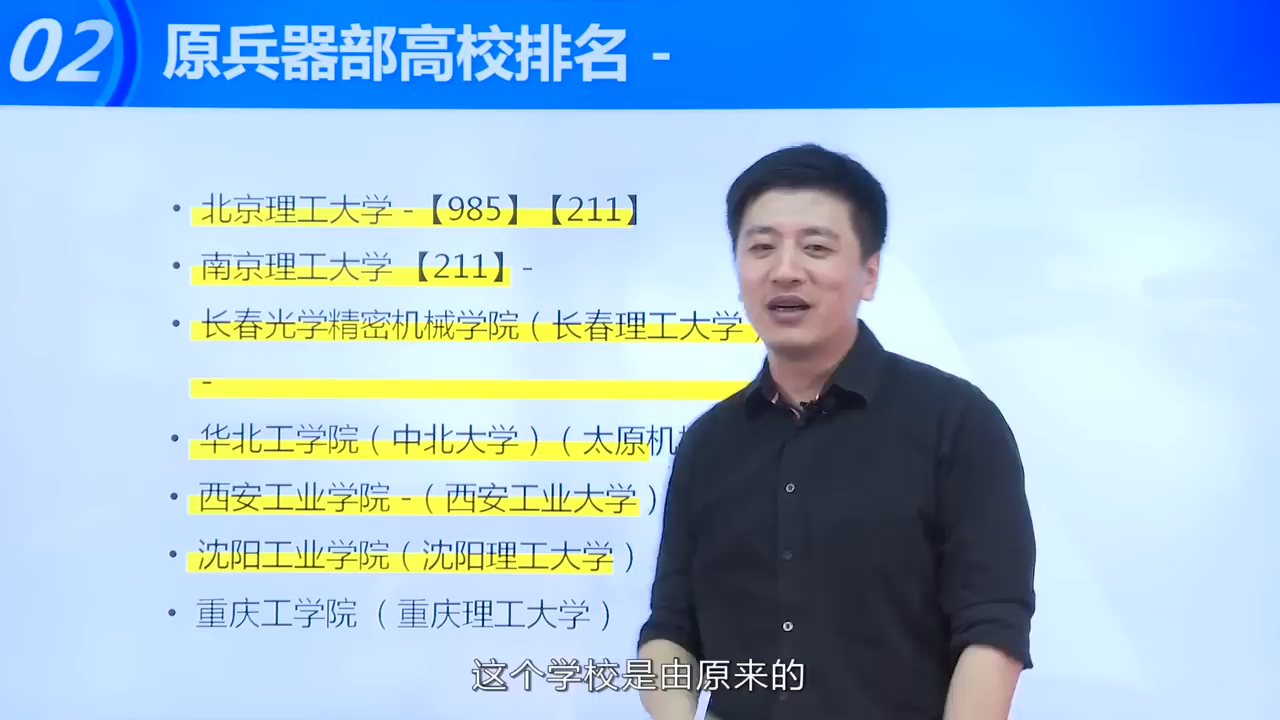 02 原兵器部高校排名 -
• 北京理工大学 -【985】【211】
• 南京理工大学【211】-
• 长春光学精密机械学院（长春理工大学）
-
• 华北工学院（中北大学）（太原机
• 西安工业学院 -（西安工业大学）
• 沈阳工业学院（沈阳理工大学）
• 重庆工学院（重庆理工大学）
这个学校是由原来的